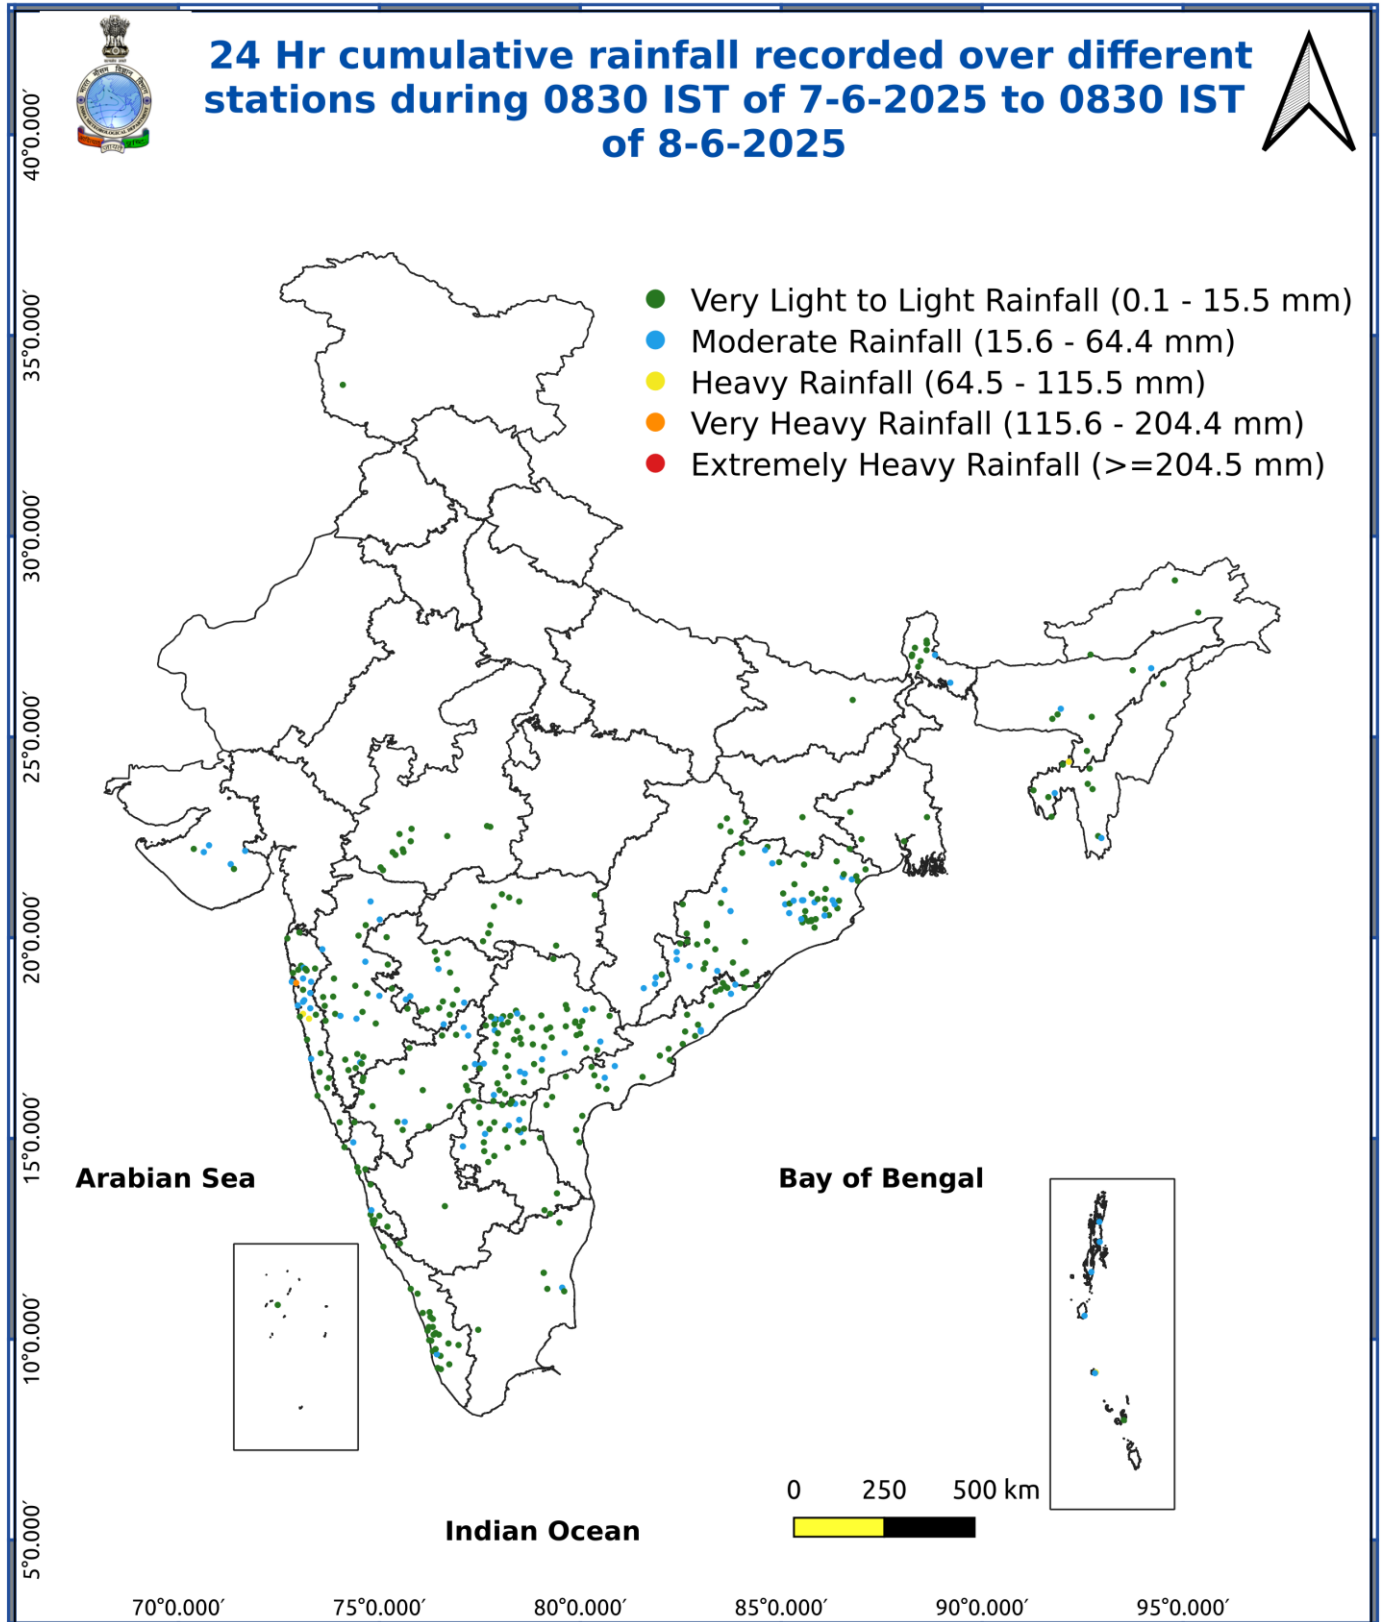 24 Hr cumulative rainfall recorded over different
stations during 0830 IST of 7-6-2025 to 0830 IST
of 8-6-2025
Very Light to Light Rainfall (0.1 - 15.5 mm)
Moderate Rainfall (15.6 - 64.4 mm)
Heavy Rainfall (64.5 - 115.5 mm)
Very Heavy Rainfall (115.6 - 204.4 mm)
Extremely Heavy Rainfall (>=204.5 mm)
40°0.000′
35°0.000′
30°0.000′
25°0.000′
20°0.000′
15°0.000′
10°0.000′
5°0.000′
Arabian Sea
Bay of Bengal
Indian Ocean
0 250 500 km
70°0.000′ 75°0.000′ 80°0.000′ 85°0.000′ 90°0.000′ 95°0.000′